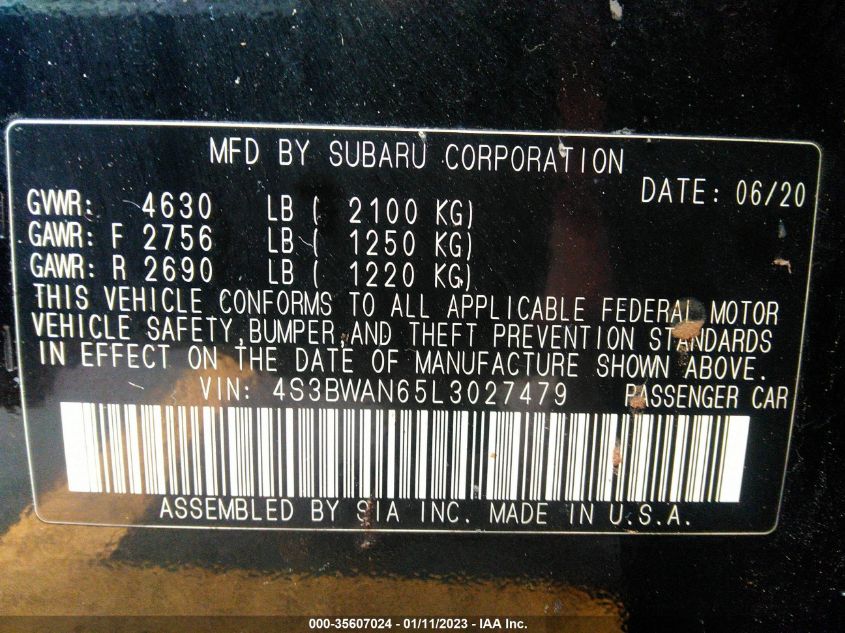 MFD BY SUBARU CORPORATION
DATE: 06/20
GVWR: 4630 LB ( 2100 KG)
GAWR: F 2756 LB ( 1250 KG)
GAWR: R 2690 LB ( 1220 KG)
THIS VEHICLE CONFORMS TO ALL APPLICABLE FEDERAL MOTOR
VEHICLE SAFETY,BUMPER,AND THEFT PREVENTION STANDARDS
IN EFFECT ON THE DATE OF MANUFACTURE SHOWN ABOVE.
VIN: 4S3BWAN65L3027479 PASSENGER CAR
ASSEMBLED BY SIA INC. MADE IN U.S.A.
000-35607024 - 01/11/2023 - IAA Inc.